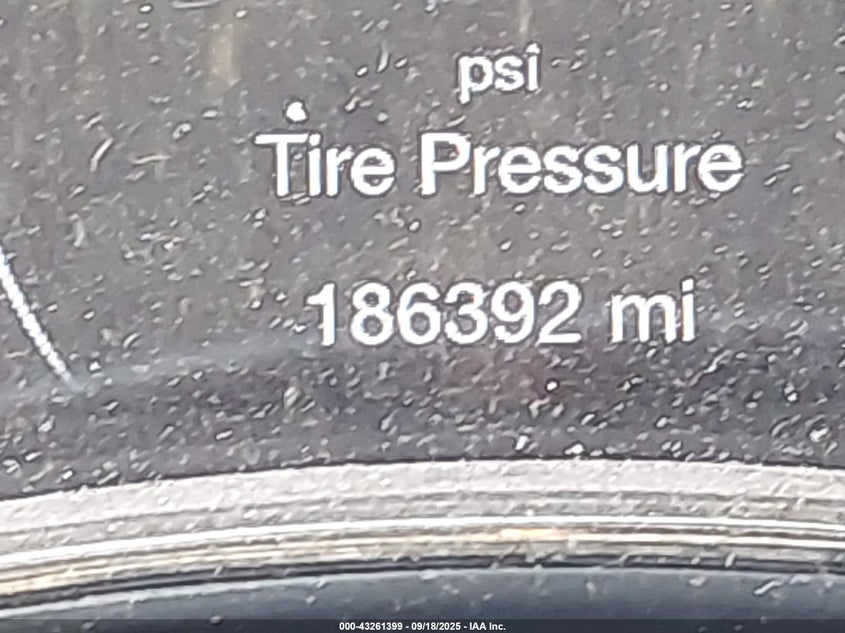 psi
Tire Pressure
186392 mi
000-43261399 - 09/18/2025 - IAA Inc.